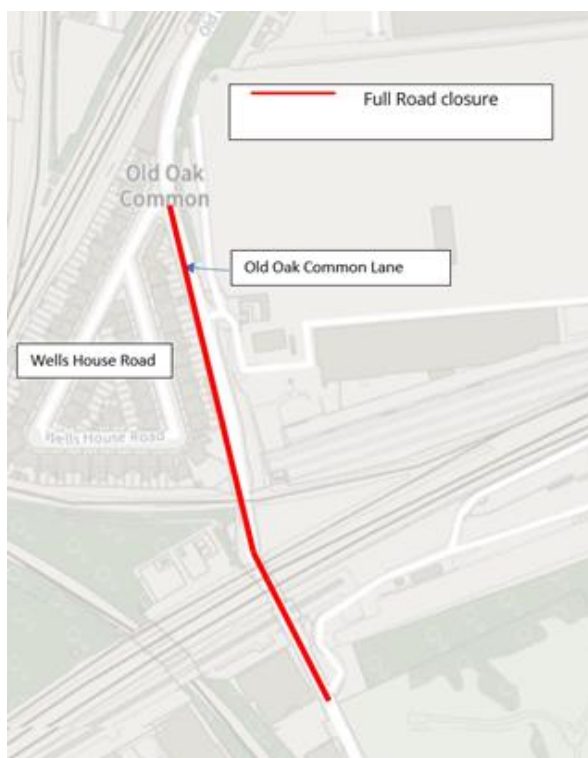 Full Road closure
Old Oak
Common
Old Oak Common Lane
Wells House Road
Wells House Road